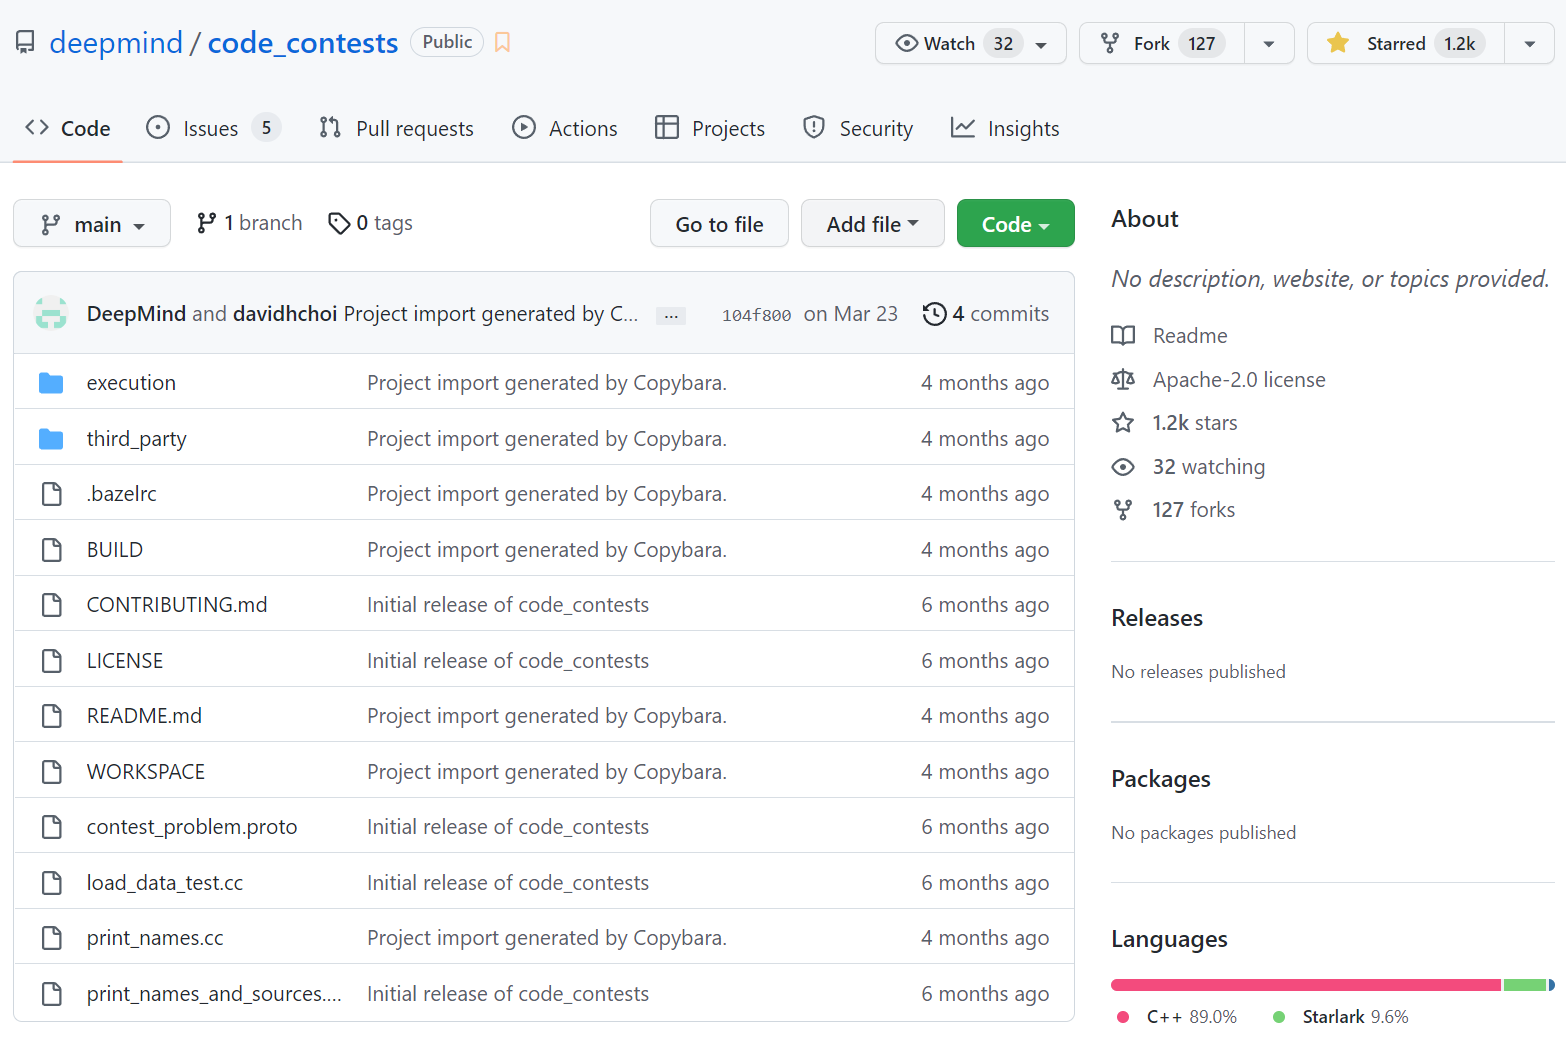 deepmind / code_contests Public Watch 32 Fork 127 Starred 1.2k
Code Issues 5 Pull requests Actions Projects Security Insights
main 1 branch 0 tags Go to file Add file Code
DeepMind and davidhchoi Project import generated by C... ... 104f800 on Mar 23 4 commits
execution Project import generated by Copybara. 4 months ago
third_party Project import generated by Copybara. 4 months ago
.bazelrc Project import generated by Copybara. 4 months ago
BUILD Project import generated by Copybara. 4 months ago
CONTRIBUTING.md Initial release of code_contests 6 months ago
LICENSE Initial release of code_contests 6 months ago
README.md Project import generated by Copybara. 4 months ago
WORKSPACE Project import generated by Copybara. 4 months ago
contest_problem.proto Initial release of code_contests 6 months ago
load_data_test.cc Initial release of code_contests 6 months ago
print_names.cc Project import generated by Copybara. 4 months ago
print_names_and_sources.... Initial release of code_contests 6 months ago
About
No description, website, or topics provided.
Readme
Apache-2.0 license
1.2k stars
32 watching
127 forks
Releases
No releases published
Packages
No packages published
Languages
C++ 89.0% Starlark 9.6%